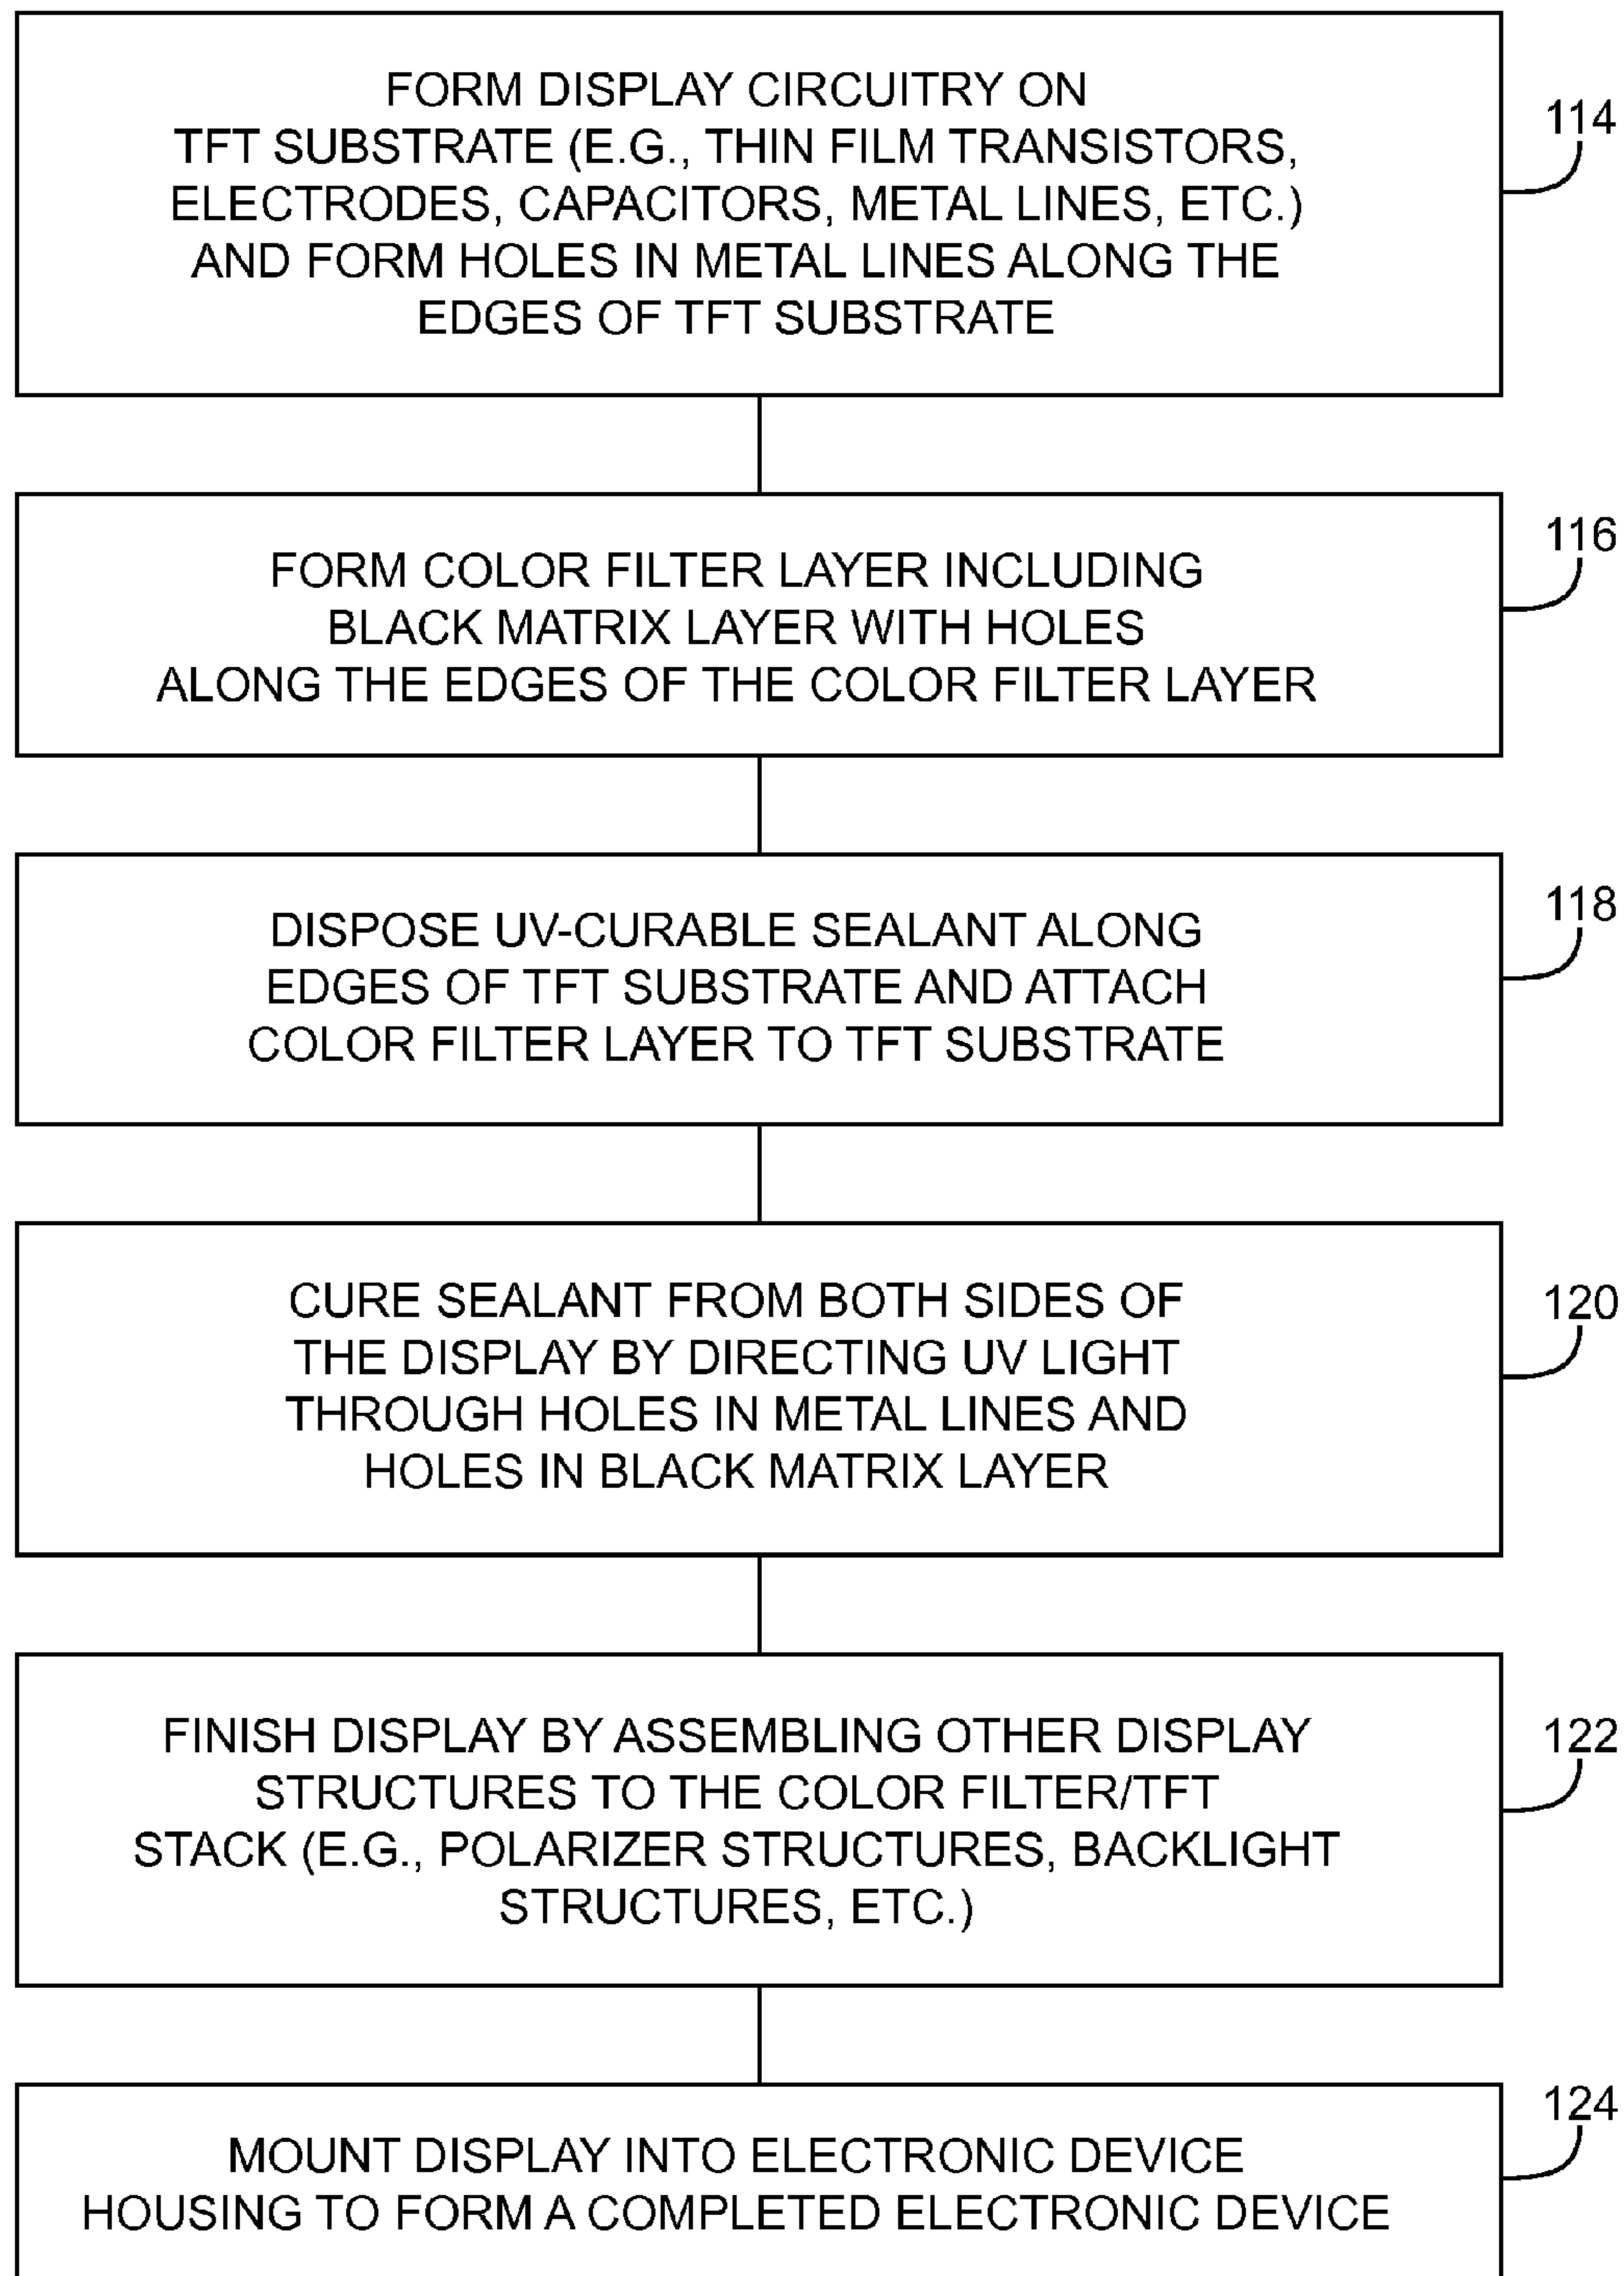 FORM DISPLAY CIRCUITRY ON
TFT SUBSTRATE (E.G., THIN FILM TRANSISTORS,
ELECTRODES, CAPACITORS, METAL LINES, ETC.)
AND FORM HOLES IN METAL LINES ALONG THE
EDGES OF TFT SUBSTRATE
114
FORM COLOR FILTER LAYER INCLUDING
BLACK MATRIX LAYER WITH HOLES
ALONG THE EDGES OF THE COLOR FILTER LAYER
116
DISPOSE UV-CURABLE SEALANT ALONG
EDGES OF TFT SUBSTRATE AND ATTACH
COLOR FILTER LAYER TO TFT SUBSTRATE
118
CURE SEALANT FROM BOTH SIDES OF
THE DISPLAY BY DIRECTING UV LIGHT
THROUGH HOLES IN METAL LINES AND
HOLES IN BLACK MATRIX LAYER
120
FINISH DISPLAY BY ASSEMBLING OTHER DISPLAY
STRUCTURES TO THE COLOR FILTER/TFT
STACK (E.G., POLARIZER STRUCTURES, BACKLIGHT
STRUCTURES, ETC.)
122
MOUNT DISPLAY INTO ELECTRONIC DEVICE
HOUSING TO FORM A COMPLETED ELECTRONIC DEVICE
124